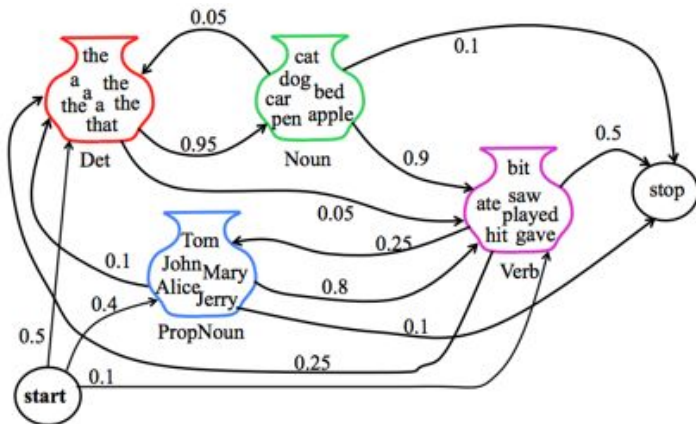 0.05
0.1
the
a the
a
the a the
that
Det
0.95
cat
dog
bed
car
apple
pen
Noun
0.9
0.5
bit
saw
ate
played
hit gave
Verb
stop
0.05
Tom
John Mary
Alice
Jerry
PropNoun
0.25
0.8
0.1
0.1
0.4
0.5
0.25
0.1
start